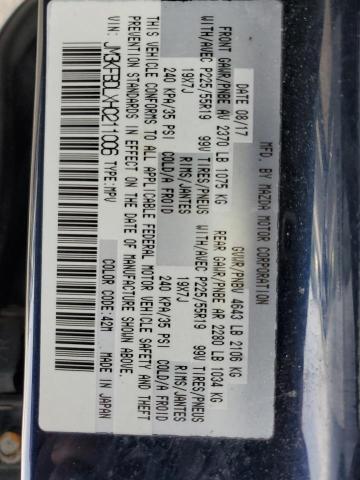 MFD BY MAZDA MOTOR CORPORATION
DATE 08/17 GVWR/PNBV 4643 LB 2106 KG
FRONT GAWR/PNBE AV 2370 LB 1075 KG REAR GAWR/PNBE AR 2280 LB 1034 KG
WITH/AVEC P225/55R19 99V TIRES/PNEUS WITH/AVEC P225/55R19 99V TIRES/PNEUS
19X7J RIMS/JANTES 19X7J RIMS/JANTES
240 KPA/35 PSI COLD/A FROID 240 KPA/35 PSI COLD/A FROID
THIS VEHICLE CONFORMS TO ALL APPLICABLE FEDERAL MOTOR VEHICLE SAFETY AND THEFT
PREVENTION STANDARDS IN EFFECT ON THE DATE OF MANUFACTURE SHOWN ABOVE.
VIN: TYPE:MPV COLOR CODE:42M MADE IN JAPAN